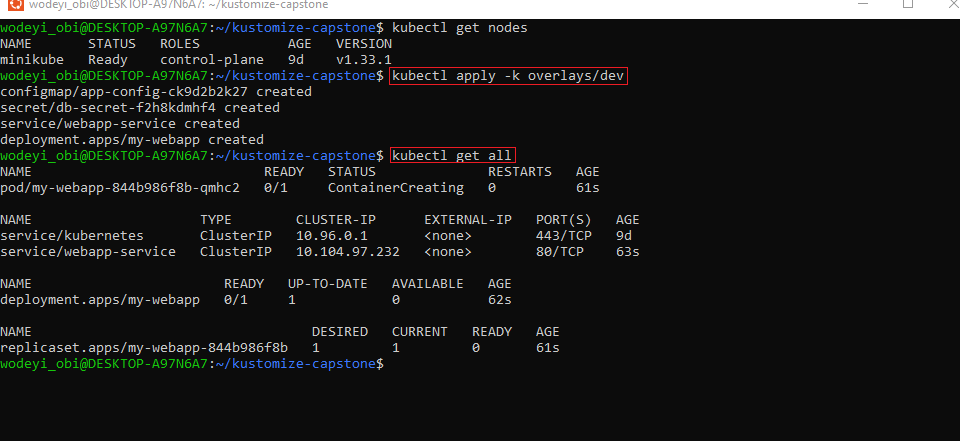 wodeyi_obi@DESKTOP-A97N6A7: ~/kustomize-capstone
wodeyi_obi@DESKTOP-A97N6A7:~/kustomize-capstone$ kubectl get nodes
NAME STATUS ROLES AGE VERSION
minikube Ready control-plane 9d v1.33.1
wodeyi_obi@DESKTOP-A97N6A7:~/kustomize-capstone$ kubectl apply -k overlays/dev
configmap/app-config-ck9d2b2k27 created
secret/db-secret-f2h8kdmhf4 created
service/webapp-service created
deployment.apps/my-webapp created
wodeyi_obi@DESKTOP-A97N6A7:~/kustomize-capstone$ kubectl get all
NAME READY STATUS RESTARTS AGE
pod/my-webapp-844b986f8b-qmhc2 0/1 ContainerCreating 0 61s
NAME TYPE CLUSTER-IP EXTERNAL-IP PORT(S) AGE
service/kubernetes ClusterIP 10.96.0.1 <none> 443/TCP 9d
service/webapp-service ClusterIP 10.104.97.232 <none> 80/TCP 63s
NAME READY UP-TO-DATE AVAILABLE AGE
deployment.apps/my-webapp 0/1 1 0 62s
NAME DESIRED CURRENT READY AGE
replicaset.apps/my-webapp-844b986f8b 1 1 0 61s
wodeyi_obi@DESKTOP-A97N6A7:~/kustomize-capstone$